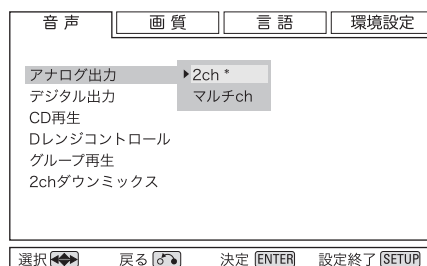 音声 画質 言語 環境設定
アナログ出力 2ch *
デジタル出力 マルチch
CD再生
Dレンジコントロール
グループ再生
2chダウンミックス
選択 戻る 決定 ENTER 設定終了 SETUP